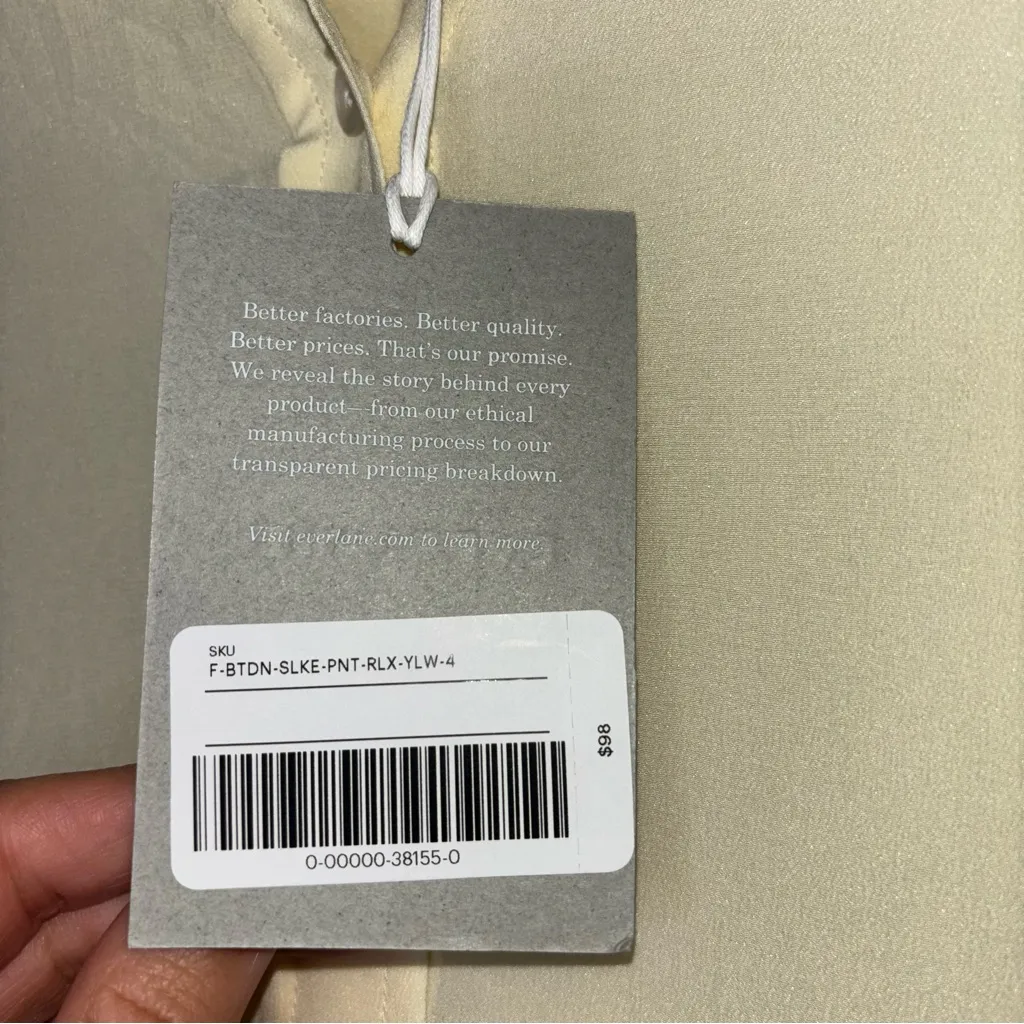 Better factories. Better quality.
Better prices. That's our promise.
We reveal the story behind every
product—from our ethical
manufacturing process to our
transparent pricing breakdown.
Visit everlane.com to learn more.
SKU
F-BTDN-SLKE-PNT-RLX-YLW-4
$98
0-00000-38155-0